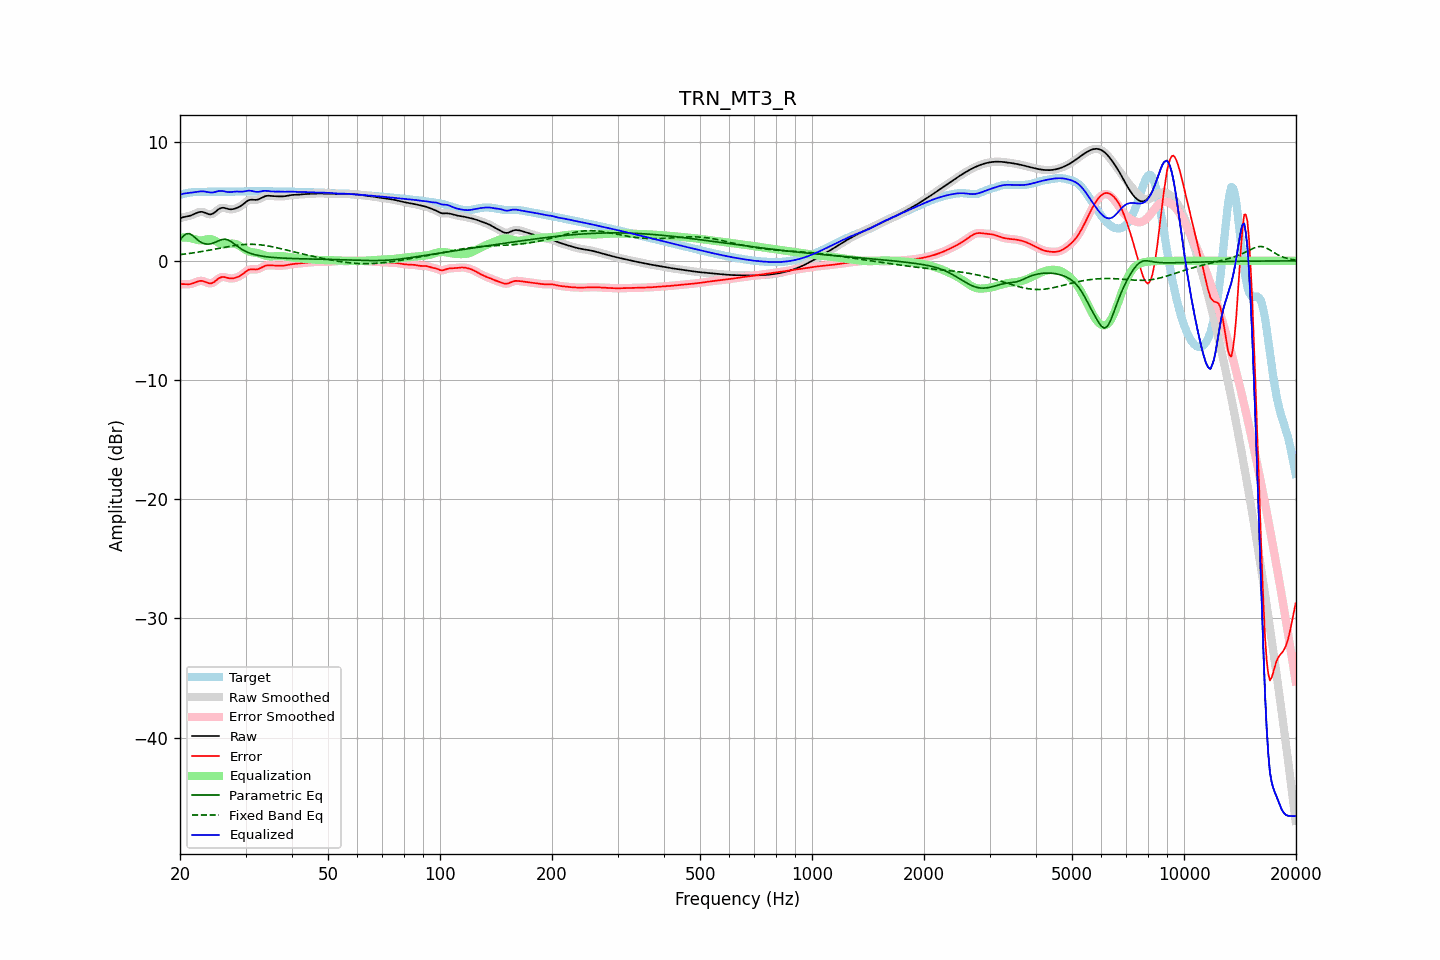 TRN_MT3_R
10
0
−10
−20
−30
−40
Amplitude (dBr)
Target
Raw Smoothed
Error Smoothed
Raw
Error
Equalization
Parametric Eq
Fixed Band Eq
Equalized
20 50 100 200 500 1000 2000 5000 10000 20000
Frequency (Hz)